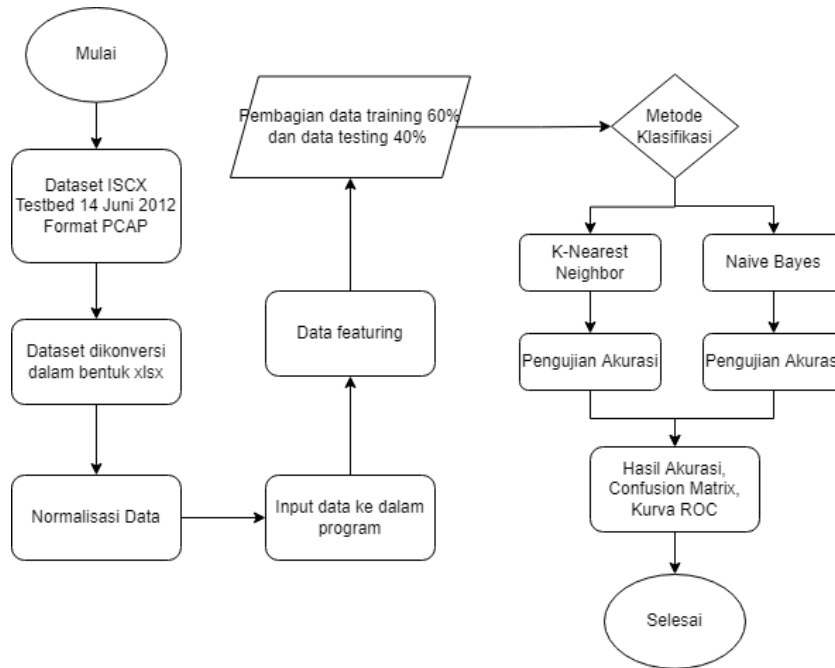 Mulai
Dataset ISCX
Testbed 14 Juni 2012
Format PCAP
Dataset dikonversi
dalam bentuk xlsx
Normalisasi Data
Input data ke dalam
program
Data featuring
Pembagian data training 60%
dan data testing 40%
Metode
Klasifikasi
K-Nearest
Neighbor
Pengujian Akurasi
Naive Bayes
Pengujian Akuras
Hasil Akurasi,
Confusion Matrix,
Kurva ROC
Selesai